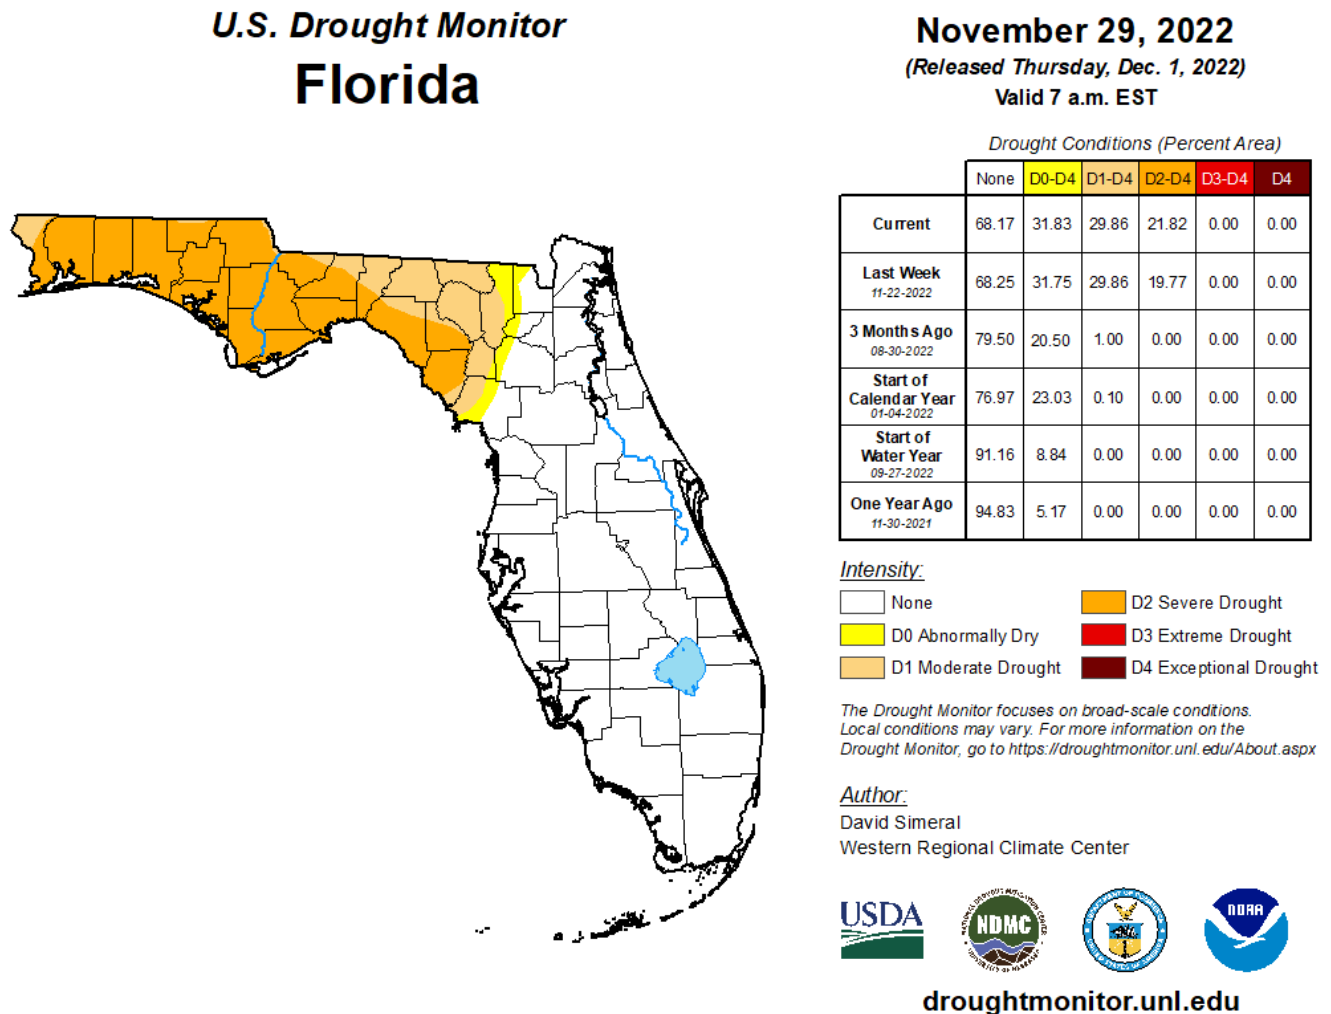 U.S. Drought Monitor
Florida
November 29, 2022
(Released Thursday, Dec. 1, 2022)
Valid 7 a.m. EST
Drought Conditions (Percent Area)
None D0-D4 D1-D4 D2-D4 D3-D4 D4
Current 68.17 31.83 29.86 21.82 0.00 0.00
Last Week
11-22-2022 68.25 31.75 29.86 19.77 0.00 0.00
3 Months Ago
08-30-2022 79.50 20.50 1.00 0.00 0.00 0.00
Start of
Calendar Year
01-04-2022 76.97 23.03 0.10 0.00 0.00 0.00
Start of
Water Year
09-27-2022 91.16 8.84 0.00 0.00 0.00 0.00
One Year Ago
11-30-2021 94.83 5.17 0.00 0.00 0.00 0.00
Intensity:
None
D0 Abnormally Dry
D1 Moderate Drought
D2 Severe Drought
D3 Extreme Drought
D4 Exceptional Drought
The Drought Monitor focuses on broad-scale conditions.
Local conditions may vary. For more information on the
Drought Monitor, go to https://droughtmonitor.unl.edu/About.aspx
Author:
David Simeral
Western Regional Climate Center
USDA
NDMC
NOAA
droughtmonitor.unl.edu